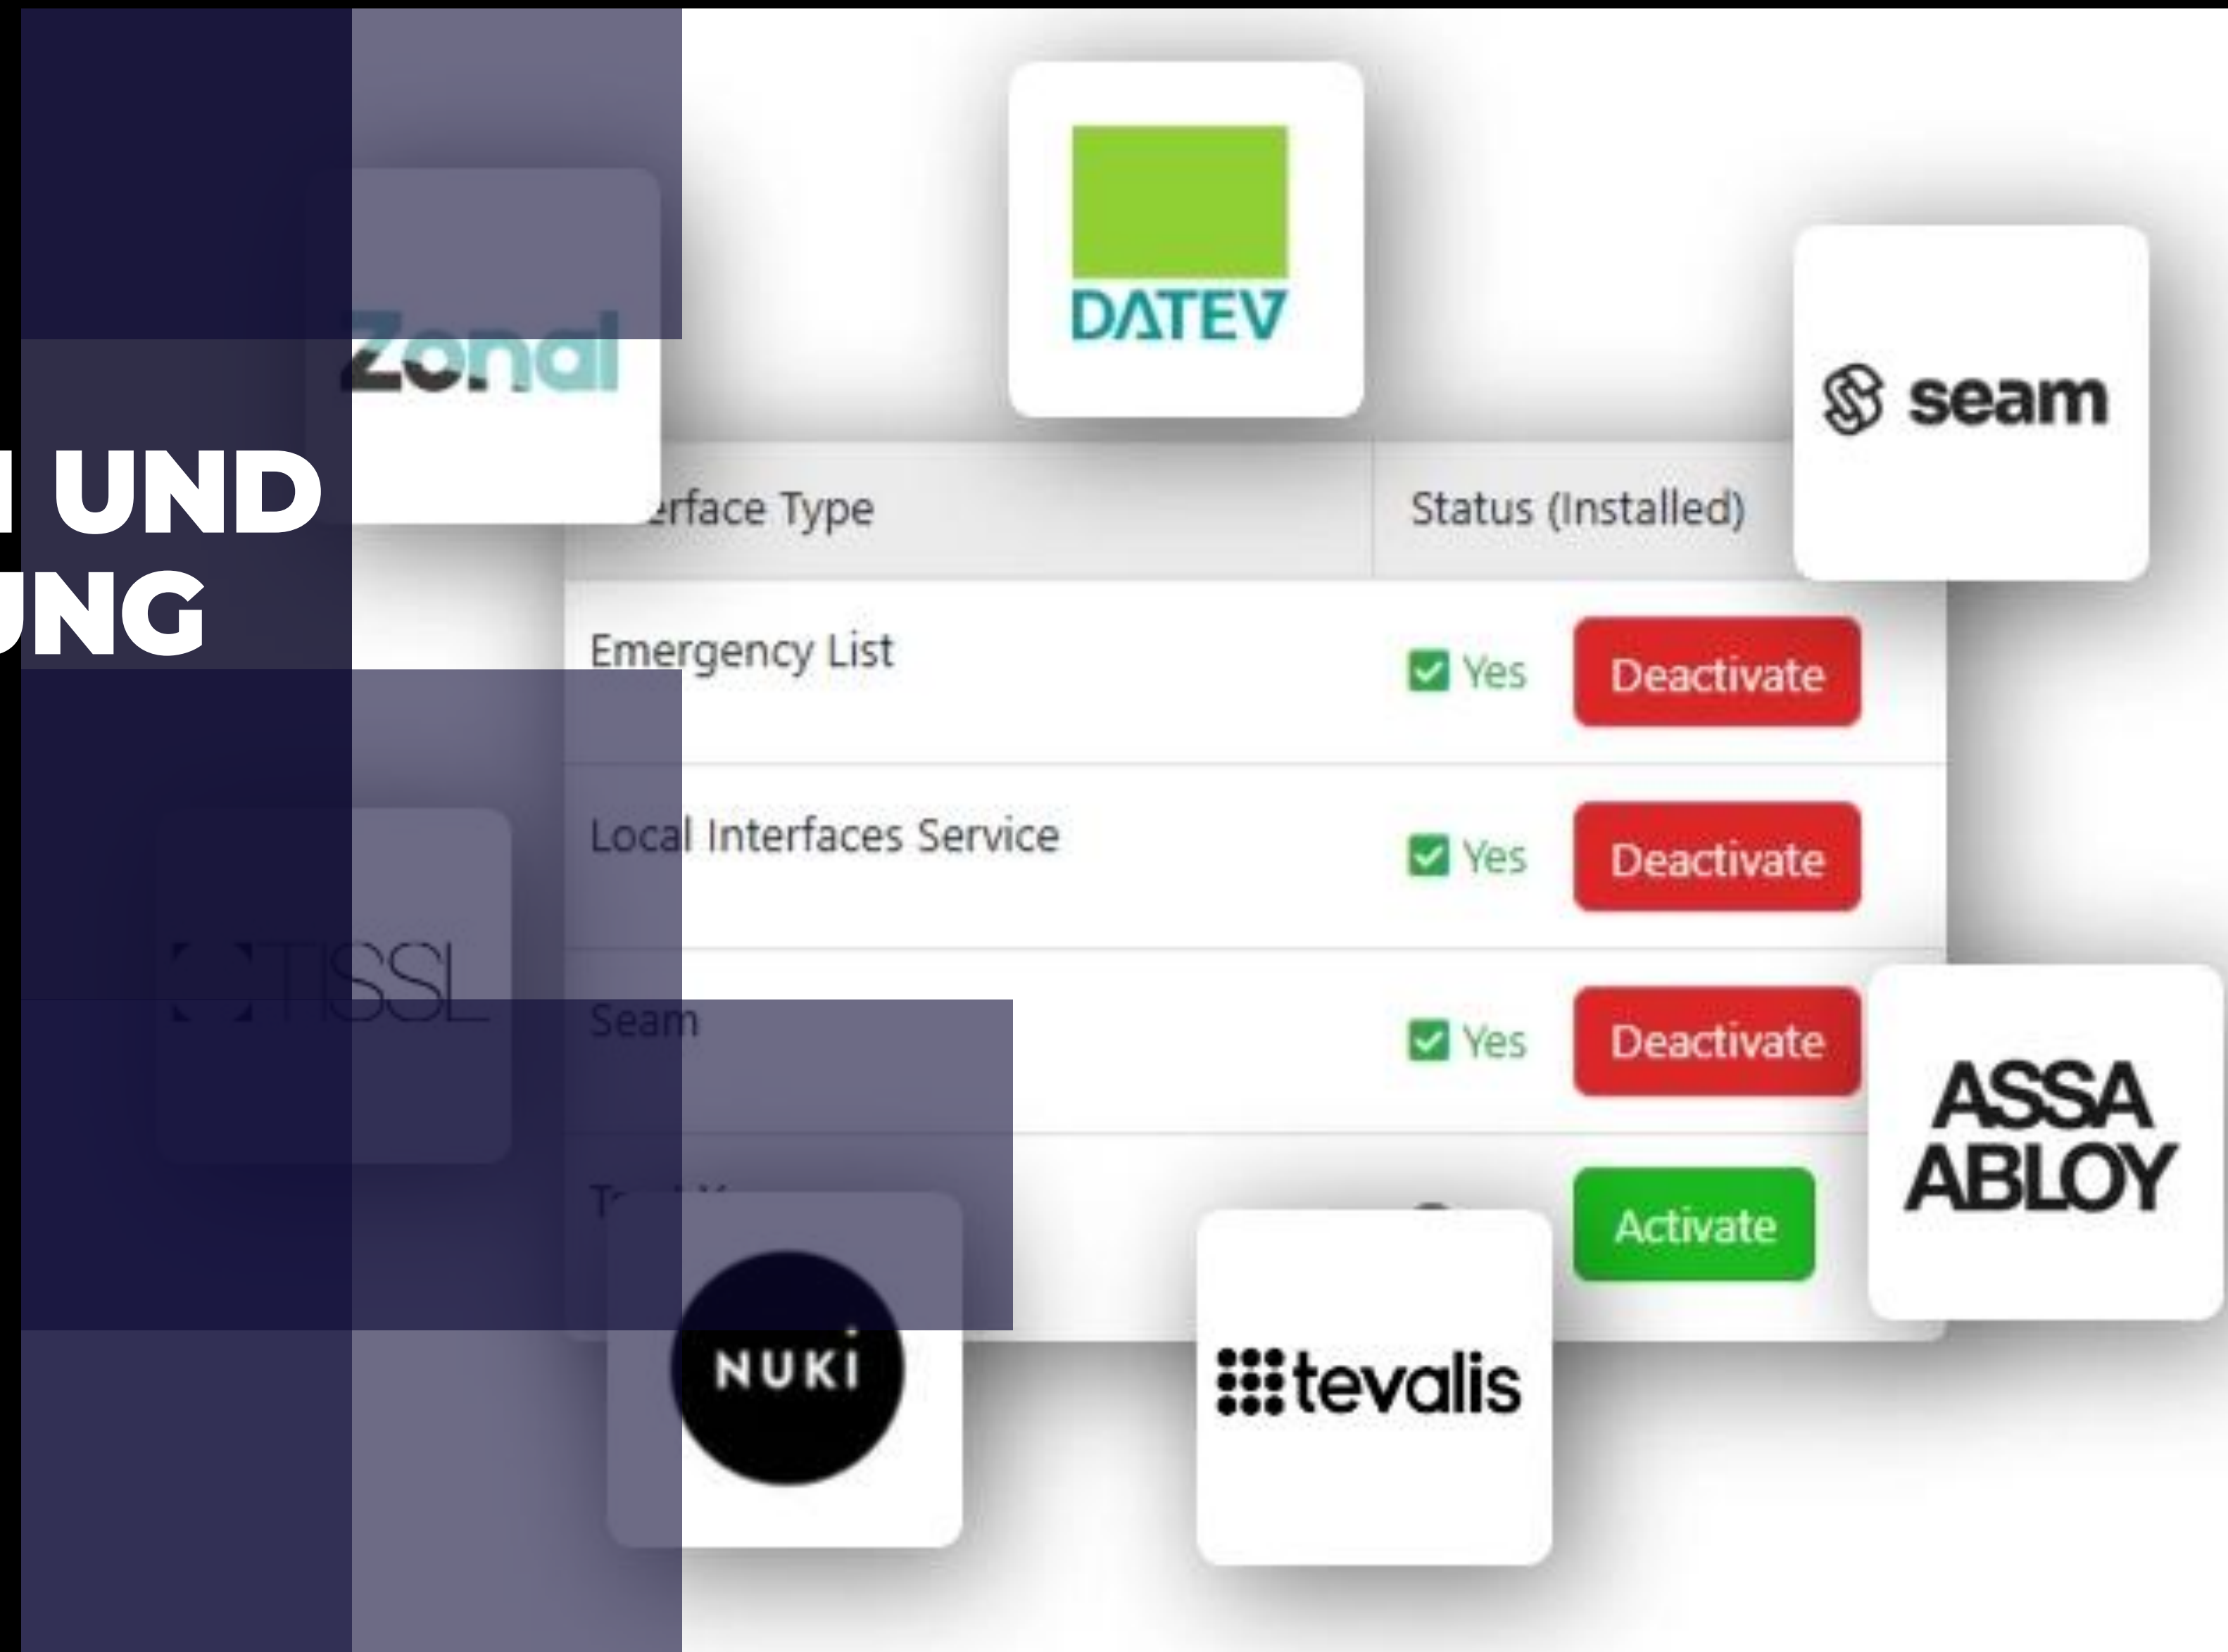 DATEV
Zonal
seam
UND
UNG
erface Type
Status (Installed)
Emergency List
Yes
Deactivate
Local Interfaces Service
Yes
Deactivate
TISSL
Seam
Yes
Deactivate
ASSA
ABLOY
Activate
NUKi
tevalis